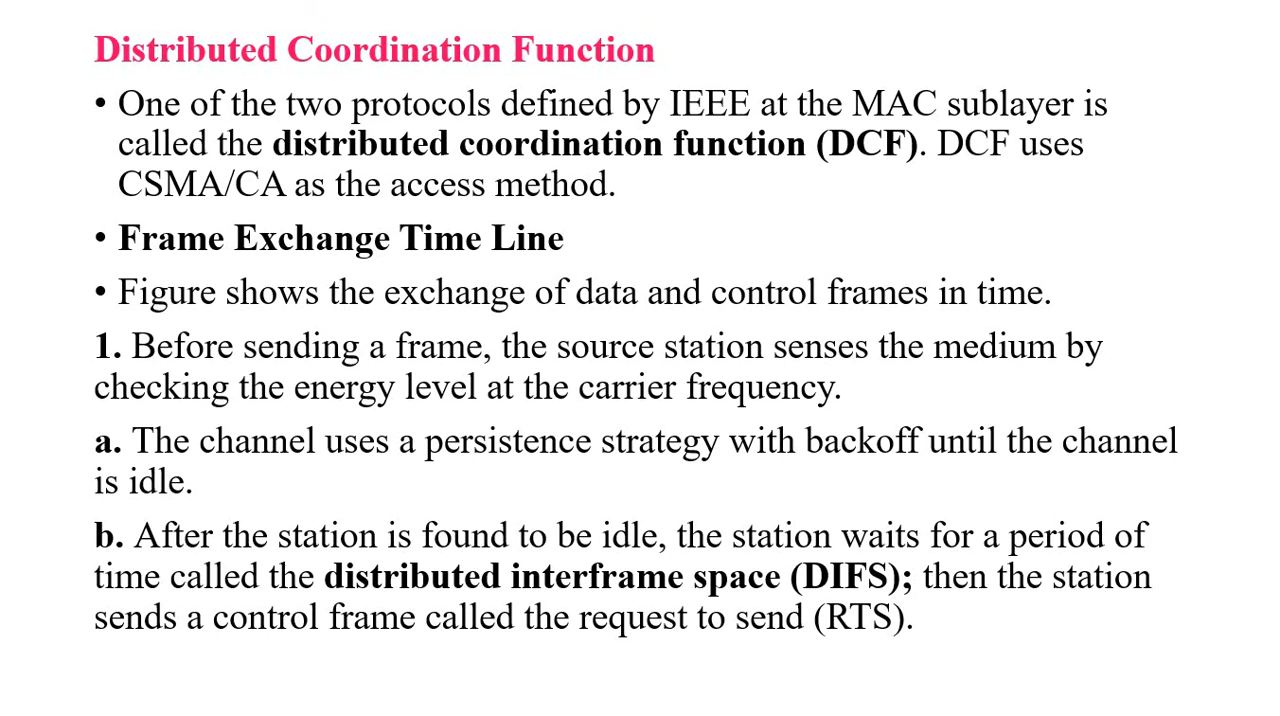 Distributed Coordination Function
• One of the two protocols defined by IEEE at the MAC sublayer is
called the distributed coordination function (DCF). DCF uses
CSMA/CA as the access method.
• Frame Exchange Time Line
• Figure shows the exchange of data and control frames in time.
1. Before sending a frame, the source station senses the medium by
checking the energy level at the carrier frequency.
a. The channel uses a persistence strategy with backoff until the channel
is idle.
b. After the station is found to be idle, the station waits for a period of
time called the distributed interframe space (DIFS); then the station
sends a control frame called the request to send (RTS).